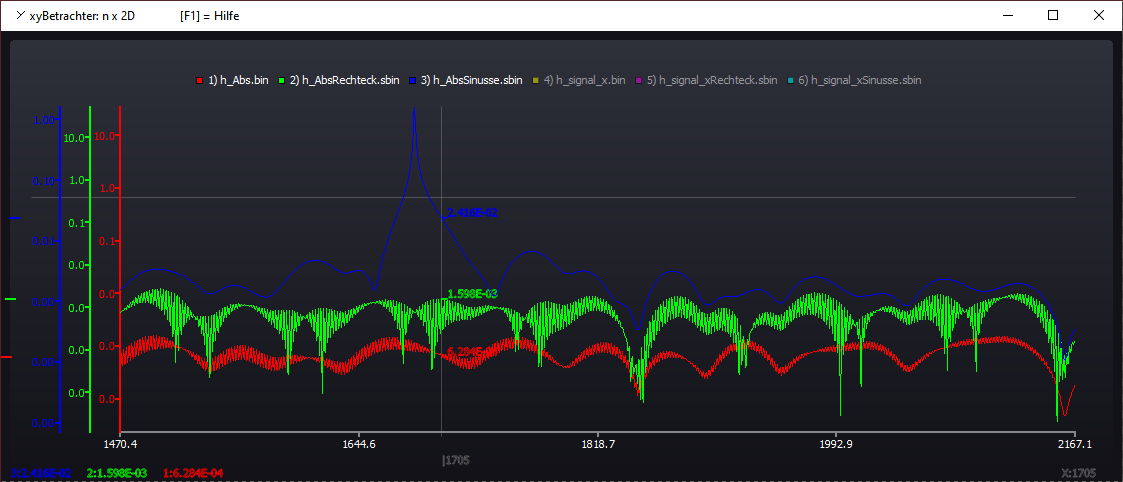 xyBetrachter: n x 2D [F1] = Hilfe
1) h_Abs.bin 2) h_AbsRechteck.sbin 3) h_AbsSinusse.sbin 4) h_signal_x.bin 5) h_signal_xRechteck.sbin 6) h_signal_xSinusse.sbin
1.00 10.0 10.0
0.10 1.0 1.0
2.416E-02
0.03 0.1 0.1
0.0 0.0
1.598E-03
0.00 0.0
0.0 0.0
6.284E
0.00
0.0 0.0
0.00
1470.4 1644.6 1818.7 1992.9 2167.1
|1705
3:2.416E-02 2:1.598E-03 1:6.284E-04 X:1705